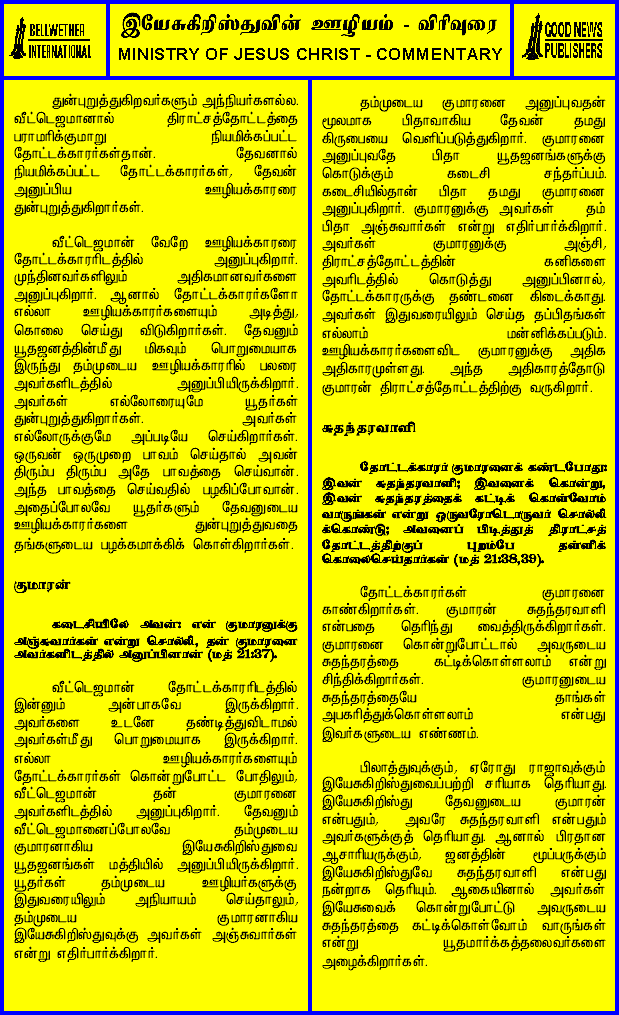 BELLWETHER
INTERNATIONAL
இயேசுகிறிஸ்துவின் ஊழியம் - விரிவுரை
MINISTRY OF JESUS CHRIST - COMMENTARY
GOOD NEWS
PUBLISHERS
துன்புறுத்துகிறவர்களும் அந்நியர்களல்ல.
வீட்டெஜமானால் திராட்சத்தோட்டத்தை
பராமரிக்குமாறு நியமிக்கப்பட்ட
தோட்டக்காரர்கள்தான். தேவனால்
நியமிக்கப்பட்ட தோட்டக்காரர்கள், தேவன்
அனுப்பிய ஊழியக்காரரை
துன்புறுத்துகிறார்கள்.
வீட்டெஜமான் வேறே ஊழியக்காரரை
தோட்டக்காரரிடத்தில் அனுப்புகிறார்.
முந்தினவர்களிலும் அதிகமானவர்களை
அனுப்புகிறார். ஆனால் தோட்டக்காரர்களோ
எல்லா ஊழியக்காரர்களையும் அடித்து,
கொலை செய்து விடுகிறார்கள். தேவனும்
யூதஜனத்தின்மீது மிகவும் பொறுமையாக
இருந்து தம்முடைய ஊழியக்காரரில் பலரை
அவர்களிடத்தில் அனுப்பியிருக்கிறார்.
அவர்கள் எல்லோரையுமே யூதர்கள்
துன்புறுத்துகிறார்கள். அவர்கள்
எல்லோருக்குமே அப்படியே செய்கிறார்கள்.
ஒருவன் ஒருமுறை பாவம் செய்தால் அவன்
திரும்ப திரும்ப அதே பாவத்தை செய்வான்.
அந்த பாவத்தை செய்வதில் பழகிப்போவான்.
அதைப்போலவே யூதர்களும் தேவனுடைய
ஊழியக்காரர்களை துன்புறுத்துவதை
தங்களுடைய பழக்கமாக்கிக் கொள்கிறார்கள்.
குமாரன்
கடைசியிலே அவன்: என் குமாரனுக்கு
அஞ்சுவார்கள் என்று சொல்லி, தன் குமாரனை
அவர்களிடத்தில் அனுப்பினான் (மத் 21:37).
வீட்டெஜமான் தோட்டக்காரரிடத்தில்
இன்னும் அன்பாகவே இருக்கிறார்.
அவர்களை உடனே தண்டித்துவிடாமல்
அவர்கள்மீது பொறுமையாக இருக்கிறார்.
எல்லா ஊழியக்காரர்களையும்
தோட்டக்காரர்கள் கொன்றுபோட்ட போதிலும்,
வீட்டெஜமான் தன் குமாரனை
அவர்களிடத்தில் அனுப்புகிறார். தேவனும்
வீட்டெஜமானைப்போலவே தம்முடைய
குமாரனாகிய இயேசுகிறிஸ்துவை
யூதஜனங்கள் மத்தியில் அனுப்பியிருக்கிறார்.
யூதர்கள் தம்முடைய ஊழியர்களுக்கு
இதுவரையிலும் அநியாயம் செய்தாலும்,
தம்முடைய குமாரனாகிய
இயேசுகிறிஸ்துவுக்கு அவர்கள் அஞ்சுவார்கள்
என்று எதிர்பார்க்கிறார்.
தம்முடைய குமாரனை அனுப்புவதன்
மூலமாக பிதாவாகிய தேவன் தமது
கிருபையை வெளிப்படுத்துகிறார். குமாரனை
அனுப்புவதே பிதா யூதஜனங்களுக்கு
கொடுக்கும் கடைசி சந்தர்ப்பம்.
கடைசியில்தான் பிதா தமது குமாரனை
அனுப்புகிறார். குமாரனுக்கு அவர்கள் தம்
பிதா அஞ்சுவார்கள் என்று எதிர்பார்க்கிறார்.
அவர்கள் குமாரனுக்கு அஞ்சி,
திராட்சத்தோட்டத்தின் கனிகளை
அவரிடத்தில் கொடுத்து அனுப்பினால்,
தோட்டக்காரருக்கு தண்டனை கிடைக்காது.
அவர்கள் இதுவரையிலும் செய்த தப்பிதங்கள்
எல்லாம் மன்னிக்கப்படும்.
ஊழியக்காரர்களைவிட குமாரனுக்கு அதிக
அதிகாரமுள்ளது. அந்த அதிகாரத்தோடு
குமாரன் திராட்சத்தோட்டத்திற்கு வருகிறார்.
சுதந்தரவாளி
தோட்டக்காரர் குமாரனைக் கண்டபோது:
இவன் சுதந்தரவாளி; இவனைக் கொன்று,
இவன் சுதந்தரத்தைக் கட்டிக் கொள்வோம்
வாருங்கள் என்று ஒருவரோடொருவர் சொல்லி
க்கொண்டு; அவனைப் பிடித்துத் திராட்சத்
தோட்டத்திற்குப் புறம்பே தள்ளிக்
கொலைசெய்தார்கள் (மத் 21:38,39).
தோட்டக்காரர்கள் குமாரனை
காண்கிறார்கள். குமாரன் சுதந்தரவாளி
என்பதை தெரிந்து வைத்திருக்கிறார்கள்.
குமாரனை கொன்றுபோட்டால் அவருடைய
சுதந்தரத்தை கட்டிக்கொள்ளலாம் என்று
சிந்திக்கிறார்கள். குமாரனுடைய
சுதந்தரத்தையே தாங்கள்
அபகரித்துக்கொள்ளலாம் என்பது
இவர்களுடைய எண்ணம்.
பிலாத்துவுக்கும், ஏரோது ராஜாவுக்கும்
இயேசுகிறிஸ்துவைப்பற்றி சரியாக தெரியாது.
இயேசுகிறிஸ்து தேவனுடைய குமாரன்
என்பதும், அவரே சுதந்தரவாளி என்பதும்
அவர்களுக்குத் தெரியாது. ஆனால் பிரதான
ஆசாரியருக்கும், ஜனத்தின் மூப்பருக்கும்
இயேசுகிறிஸ்துவே சுதந்தரவாளி என்பது
நன்றாக தெரியும். ஆகையினால் அவர்கள்
இயேசுவைக் கொன்றுபோட்டு அவருடைய
சுதந்தரத்தை கட்டிக்கொள்வோம் வாருங்கள்
என்று யூதமார்க்கத்தலைவர்களை
அழைக்கிறார்கள்.